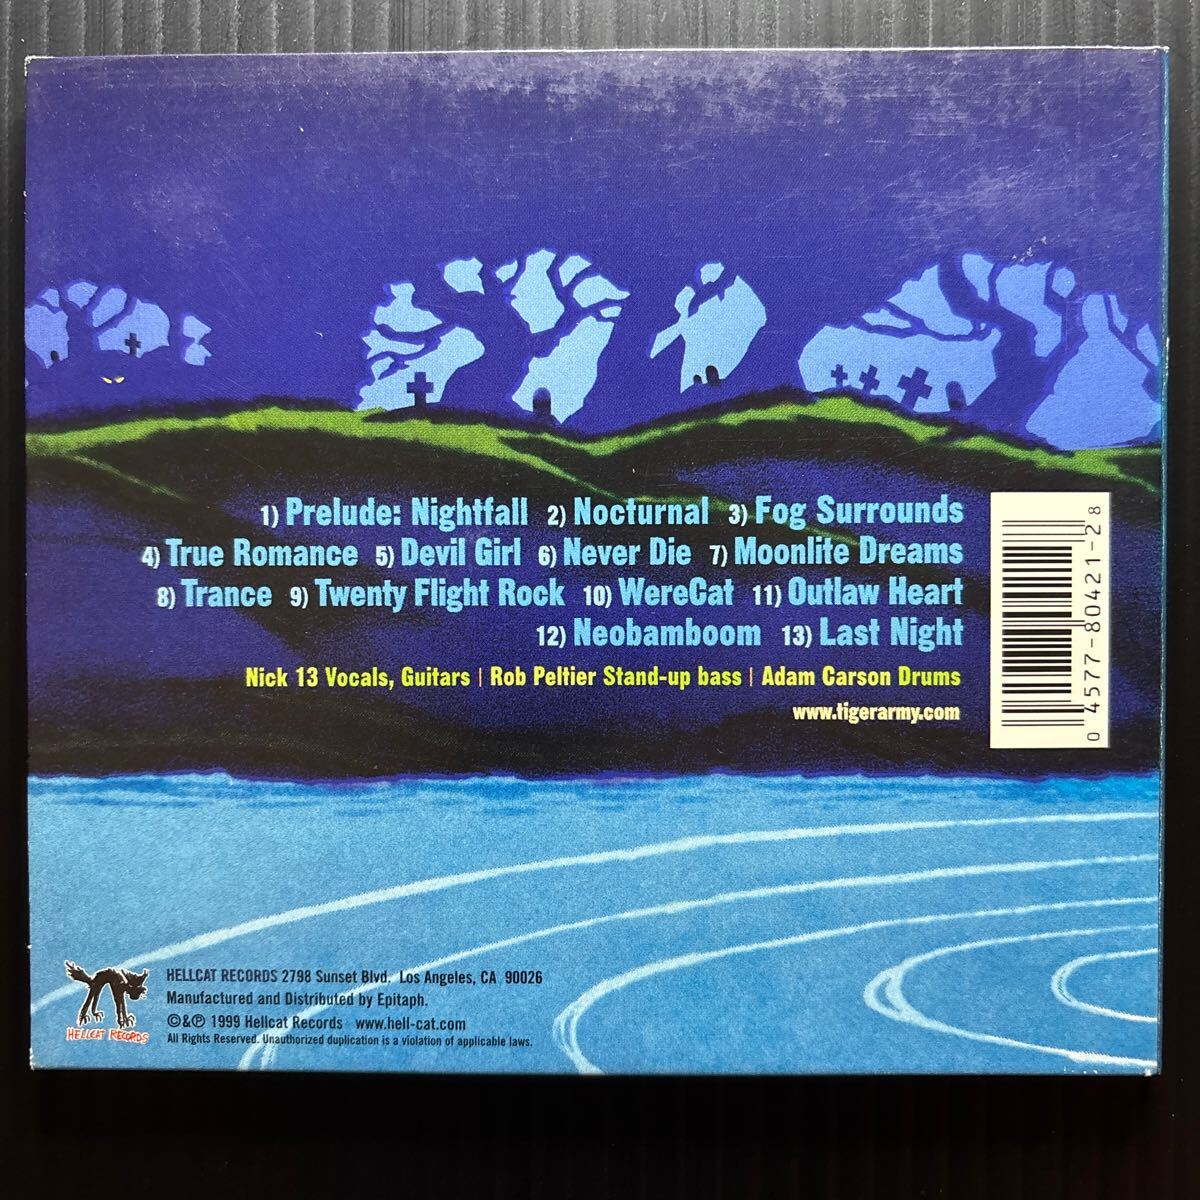 1) Prelude: Nightfall 2) Nocturnal 3) Fog Surrounds
4) True Romance 5) Devil Girl 6) Never Die 7) Moonlite Dreams
8) Trance 9) Twenty Flight Rock 10) WereCat 11) Outlaw Heart
12) Neobamboom 13) Last Night
Nick 13 Vocals, Guitars | Rob Peltier Stand-up bass | Adam Carson Drums
www.tigerarmy.com
0 4577-80421-2 8
HELLCAT RECORDS 2798 Sunset Blvd. Los Angeles, CA 90026
Manufactured and Distributed by Epitaph.
©&℗ 1999 Hellcat Records www.hell-cat.com
All Rights Reserved. Unauthorized duplication is a violation of applicable laws.
HELLCAT RECORDS